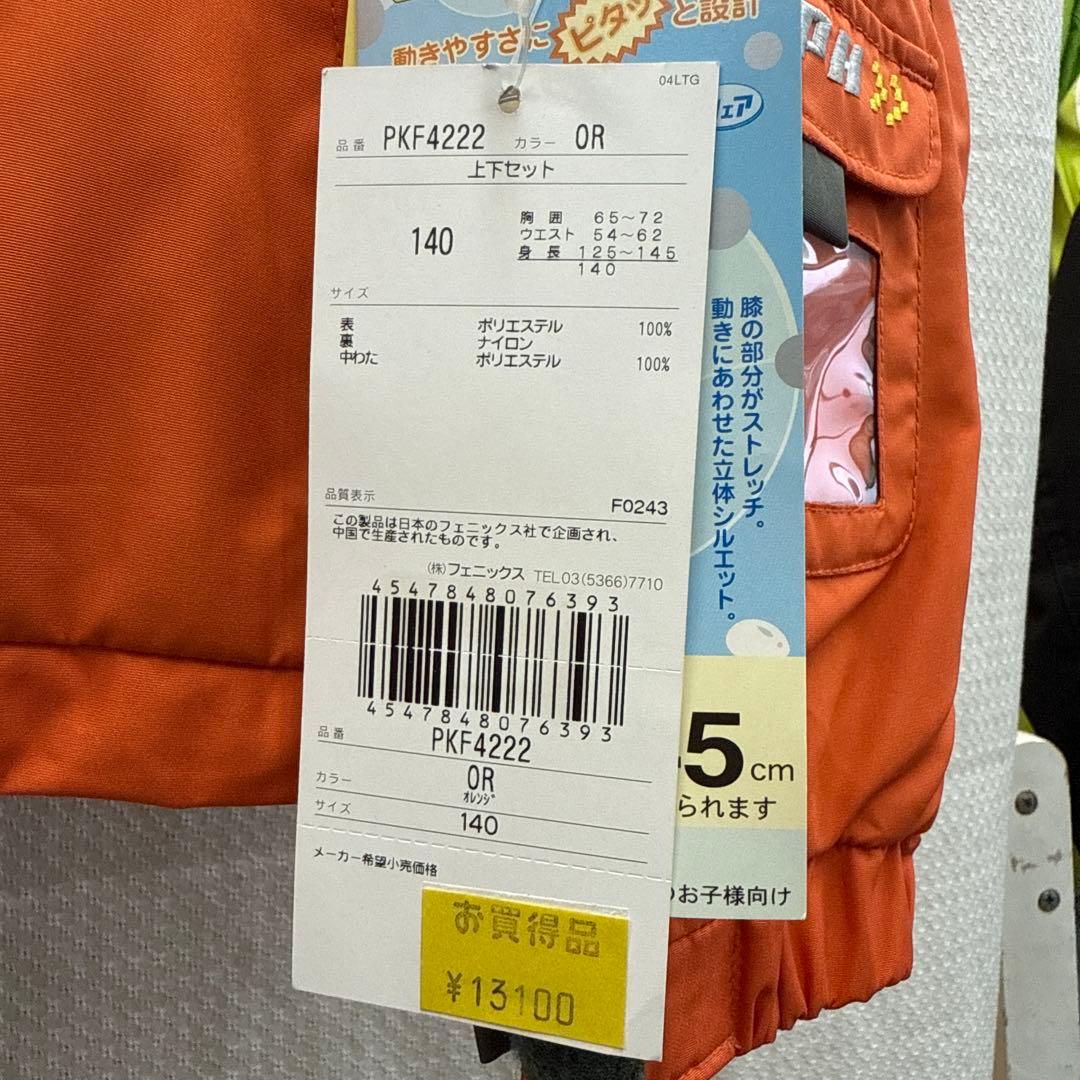 動きやすさに ピタッ と設計
04LTG
ェア
品番 PKF4222 カラー OR
上下セット
140
胸囲 65〜72
ウエスト 54〜62
身長 125〜145
140
サイズ
表 ポリエステル 100%
裏 ナイロン
中わた ポリエステル 100%
品質表示
F0243
この製品は日本のフェニックス社で企画され、
中国で生産されたものです。
(株)フェニックス TEL03(5366)7710
4547848076393
4547848076393
品番 PKF4222
カラー OR
オレンジ
サイズ 140
メーカー希望小売価格
お買得品
¥13100
膝の部分がストレッチ。
動きにあわせた立体シルエット。
5cm
られます
お子様向け